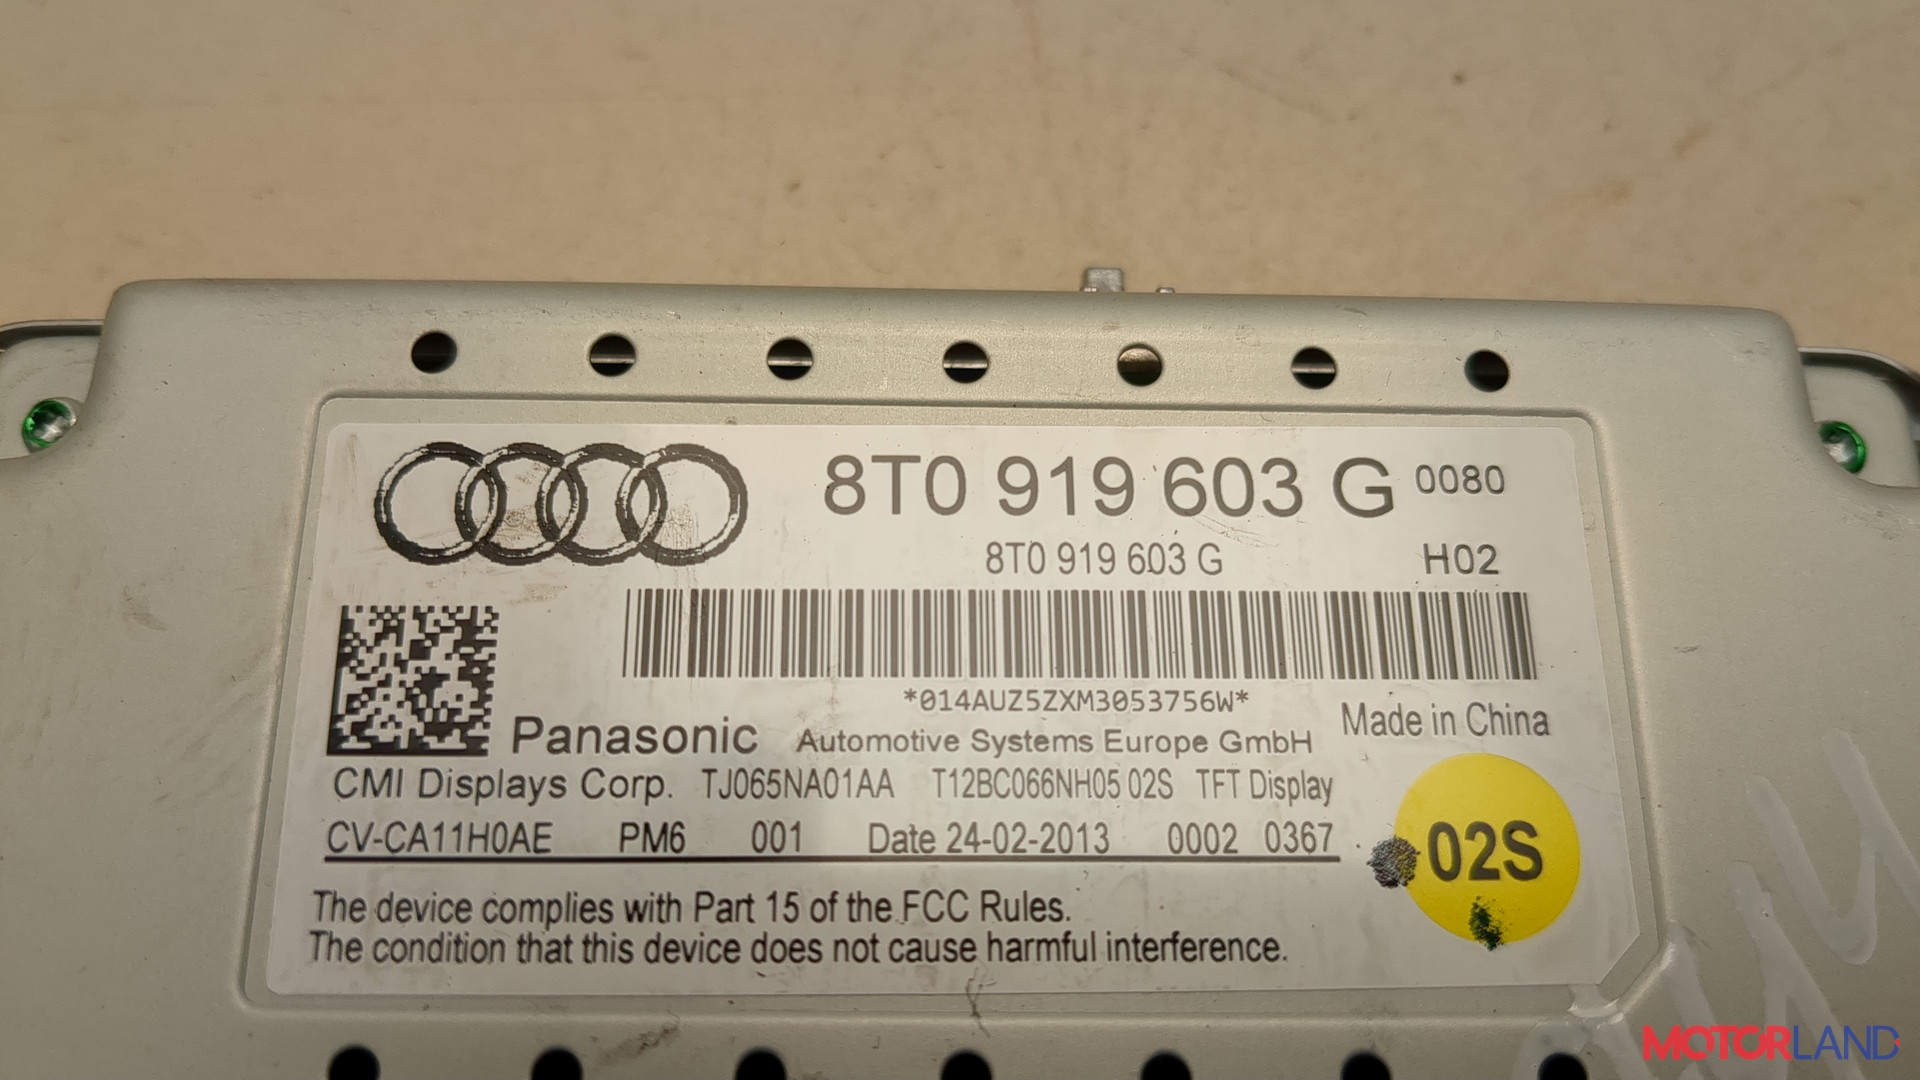 8T0 919 603 G 0080
8T0 919 603 G H02
*014AUZ5ZXM3053756W*
Panasonic Automotive Systems Europe GmbH Made in China
CMI Displays Corp. TJ065NA01AA T12BC066NH05 02S TFT Display
CV-CA11H0AE PM6 001 Date 24-02-2013 0002 0367
02S
The device complies with Part 15 of the FCC Rules.
The condition that this device does not cause harmful interference.
MOTORLAND